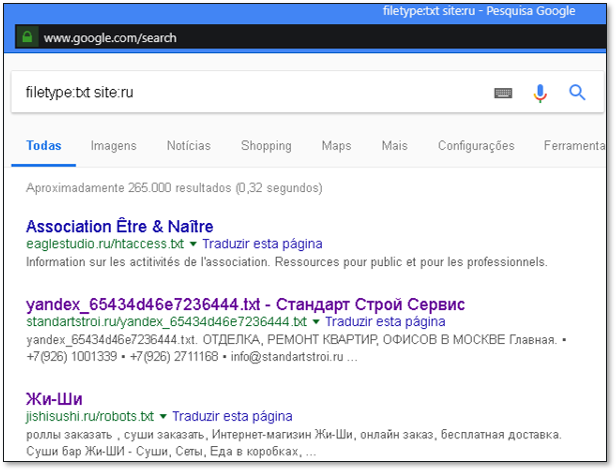 filetype:txt site:ru - Pesquisa Google
www.google.com/search
filetype:txt site:ru
Todas Imagens Notícias Shopping Maps Mais Configurações Ferramenta
Aproximadamente 265.000 resultados (0,32 segundos)
Association Être & Naître
eaglestudio.ru/htaccess.txt ▼ Traduzir esta página
Information sur les actitivités de l'association. Ressources pour public et pour les professionnels.
yandex_65434d46e7236444.txt - Стандарт Строй Сервис
standartstroi.ru/yandex_65434d46e7236444.txt ▼ Traduzir esta página
yandex_65434d46e7236444.txt. ОТДЕЛКА, РЕМОНТ КВАРТИР, ОФИСОВ В МОСКВЕ Главная. •
+7(926) 1001339 • +7(926) 2711168 • info@standartstroi.ru ...
Жи-Ши
jishisushi.ru/robots.txt ▼ Traduzir esta página
роллы заказать , суши заказать, Интернет-магизин Жи-Ши, онлайн заказ, бесплатная доставка.
Суши бар Жи-ШИ - Суши, Сеты, Еда в коробках, ...